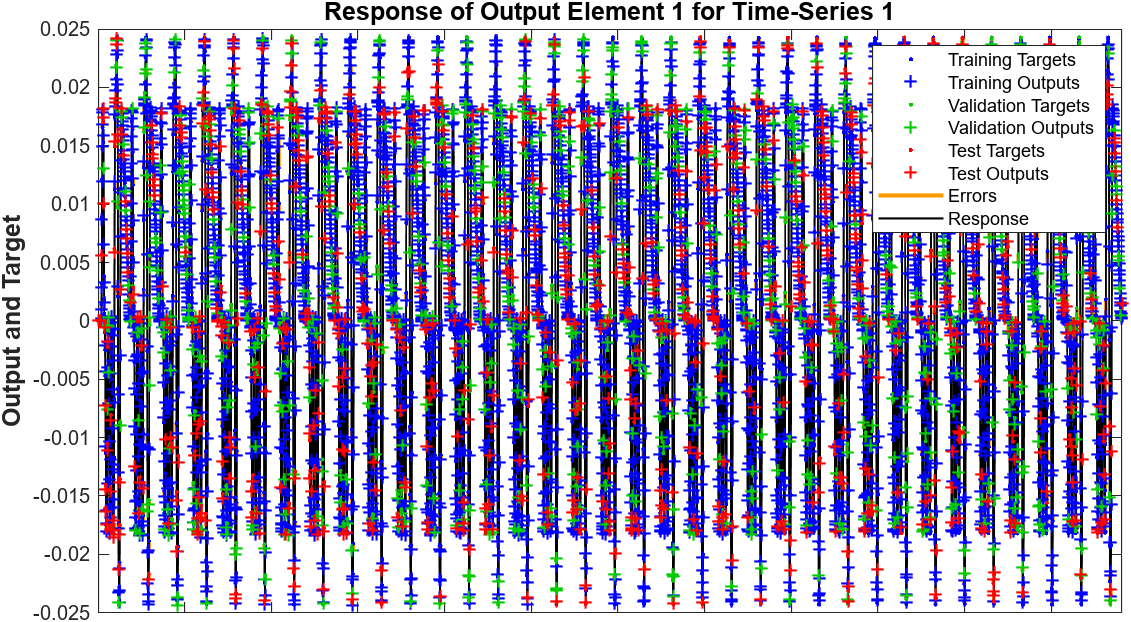 Response of Output Element 1 for Time-Series 1
Output and Target
0.025
0.02
0.015
0.01
0.005
0
-0.005
-0.01
-0.015
-0.02
-0.025
Training Targets
Training Outputs
Validation Targets
Validation Outputs
Test Targets
Test Outputs
Errors
Response